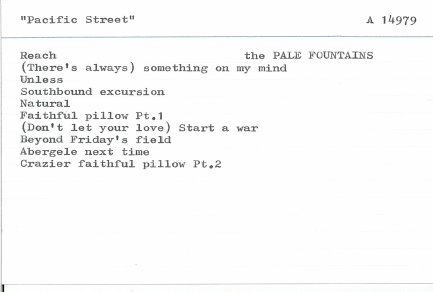 "Pacific Street" A 14979
Reach the PALE FOUNTAINS
(There's always) something on my mind
Unless
Southbound excursion
Natural
Faithful pillow Pt.1
(Don't let your love) Start a war
Beyond Friday's field
Abergele next time
Crazier faithful pillow Pt.2